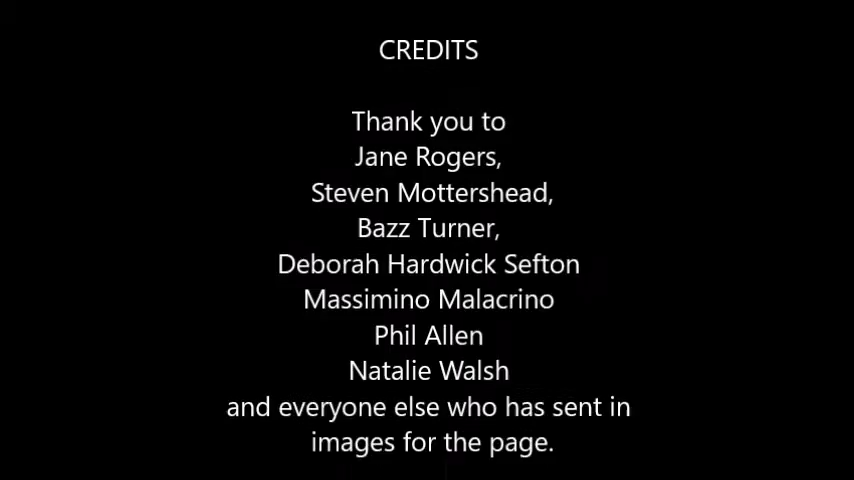 CREDITS
Thank you to
Jane Rogers,
Steven Mottershead,
Bazz Turner,
Deborah Hardwick Sefton
Massimino Malacrino
Phil Allen
Natalie Walsh
and everyone else who has sent in
images for the page.